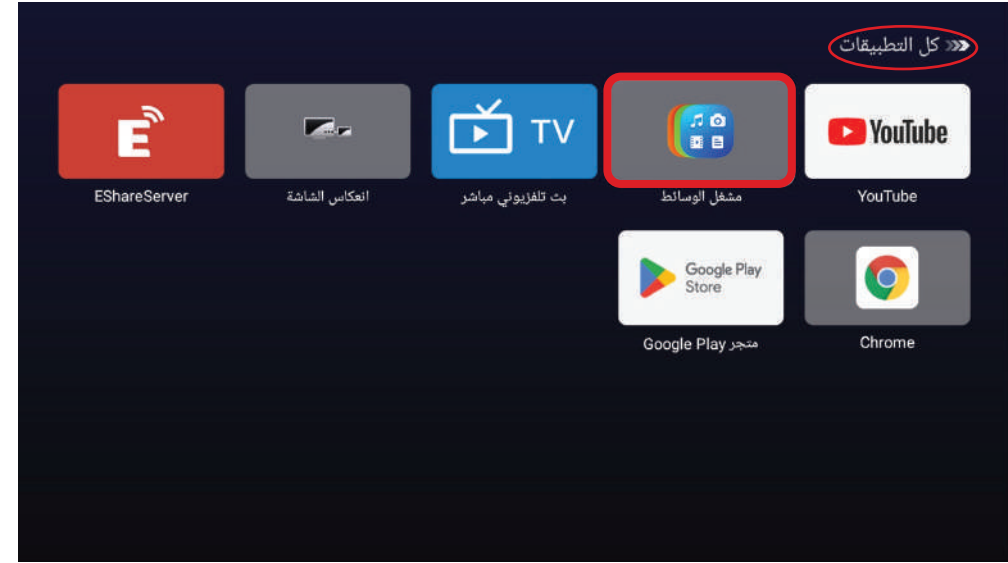 كل التطبيقات
YouTube
TV
E
YouTube
مشغل الوسائط
بث تلفزيوني مباشر
انعكاس الشاشة
EShareServer
Google Play
Store
Chrome
متجر Google Play